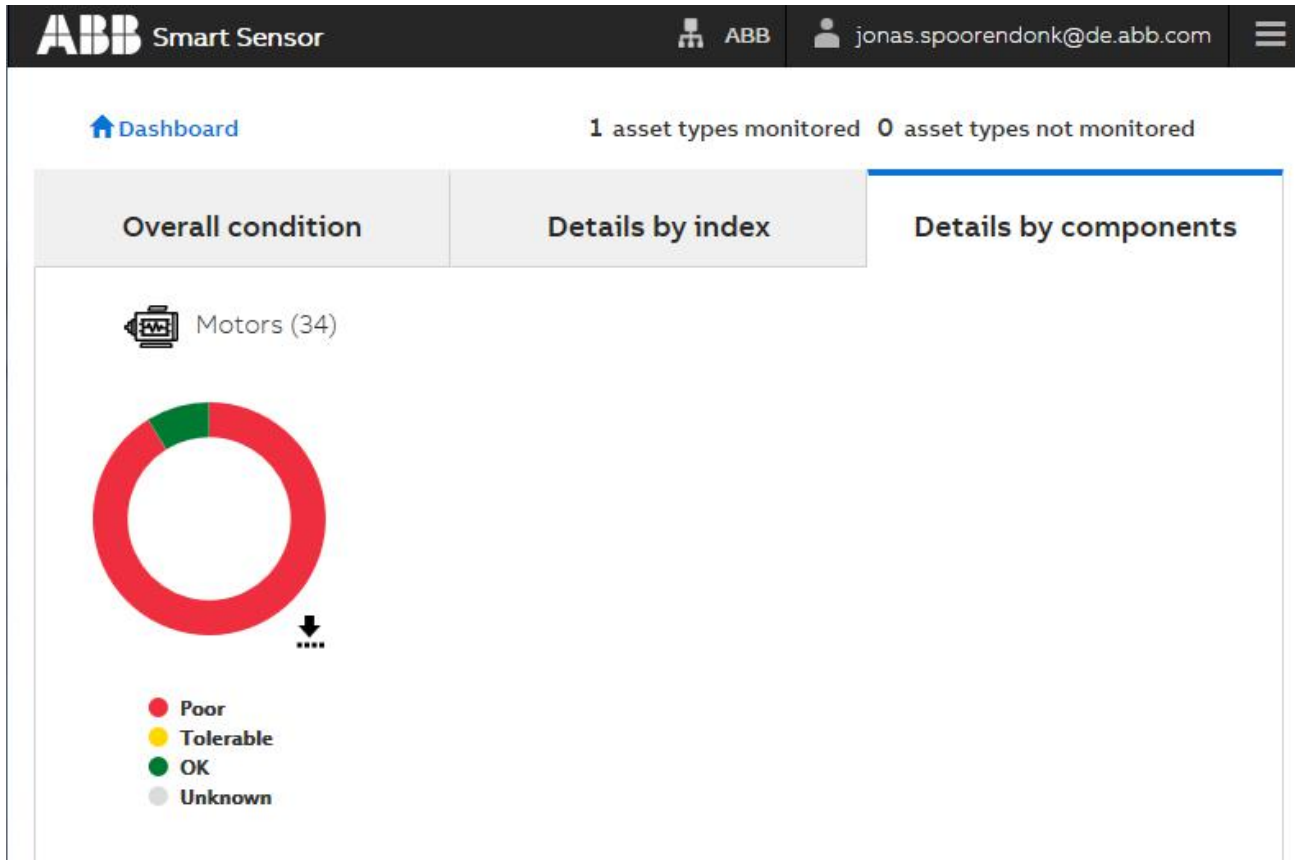 ABB Smart Sensor ABB jonas.spoorendonk@de.abb.com
Dashboard 1 asset types monitored 0 asset types not monitored
Overall condition Details by index Details by components
Motors (34)
Poor
Tolerable
OK
Unknown